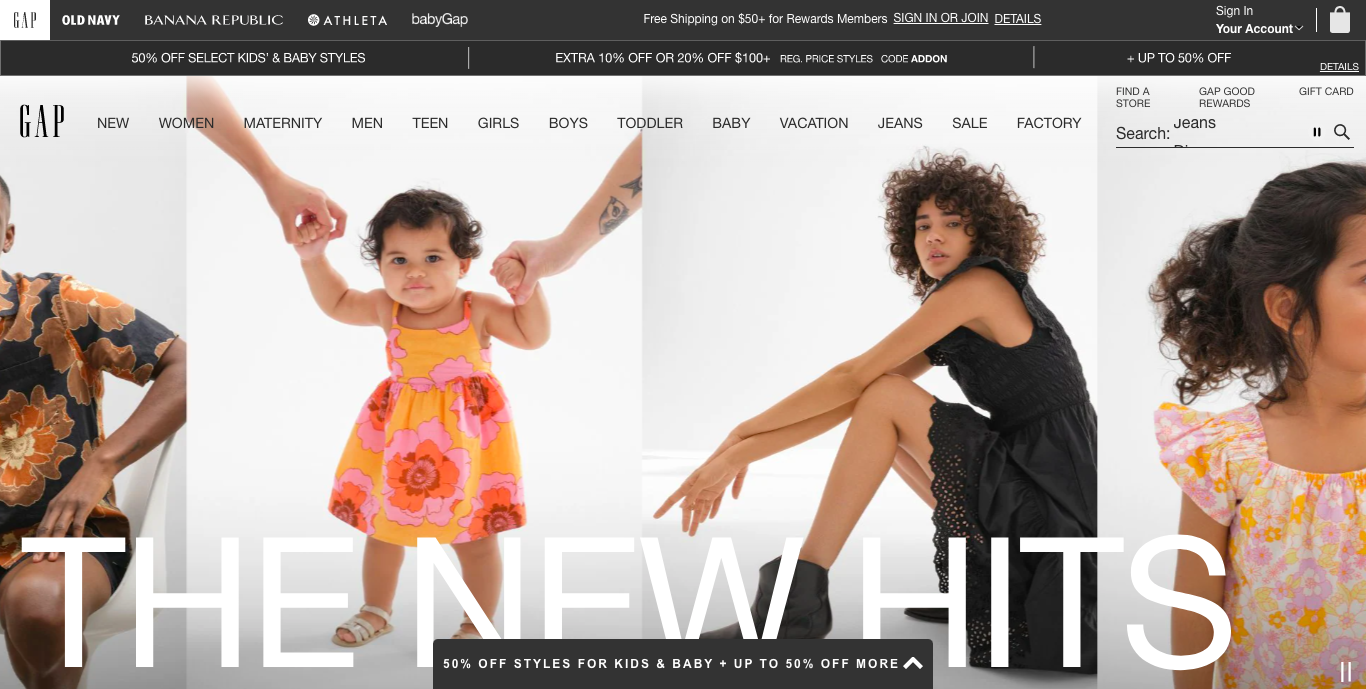 GAP
OLD NAVY
BANANA REPUBLIC
ATHLETA
babyGap
Free Shipping on $50+ for Rewards Members SIGN IN OR JOIN DETAILS
Sign In
Your Account
50% OFF SELECT KIDS' & BABY STYLES
EXTRA 10% OFF OR 20% OFF $100+ REG. PRICE STYLES CODE ADDON
+ UP TO 50% OFF
DETAILS
FIND A STORE
GAP GOOD REWARDS
GIFT CARD
GAP
NEW WOMEN MATERNITY MEN TEEN GIRLS BOYS TODDLER BABY VACATION JEANS SALE FACTORY
Search: Jeans
THE NEW HITS
50% OFF STYLES FOR KIDS & BABY + UP TO 50% OFF MORE